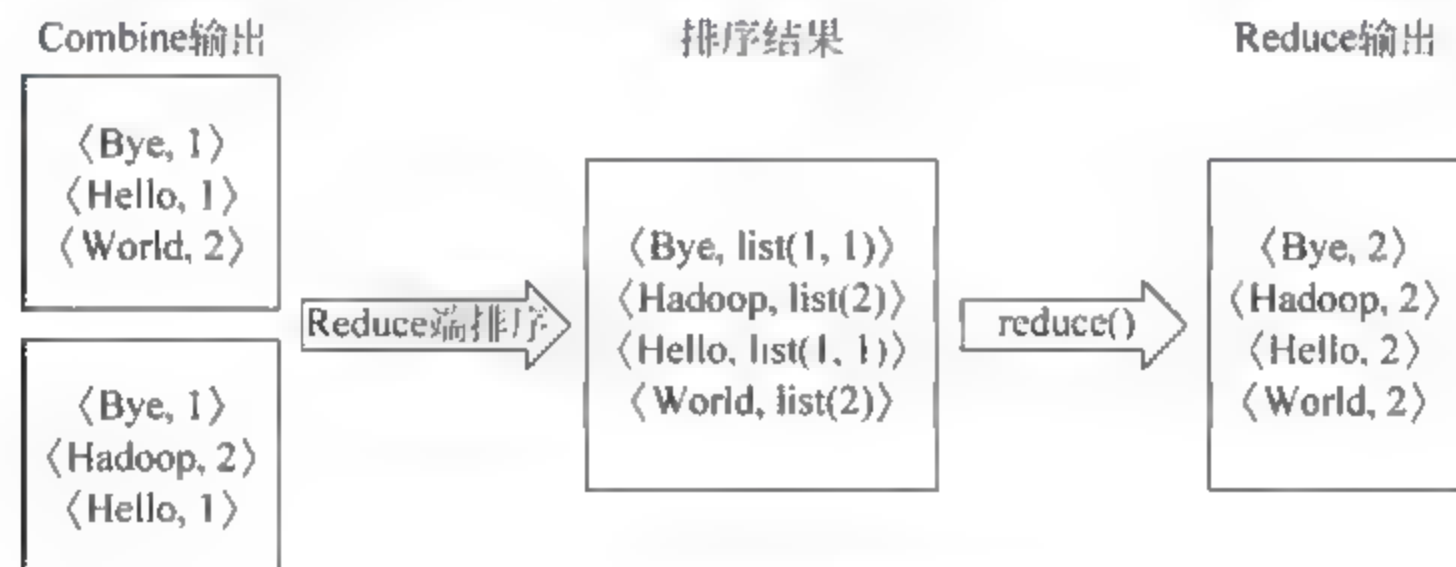 Combine输出
排序结果
Reduce输出
〈Bye, 1〉
〈Hello, 1〉
〈World, 2〉
〈Bye, 1〉
〈Hadoop, 2〉
〈Hello, 1〉
Reduce端排序
〈Bye, list(1, 1)〉
〈Hadoop, list(2)〉
〈Hello, list(1, 1)〉
〈World, list(2)〉
reduce()
〈Bye, 2〉
〈Hadoop, 2〉
〈Hello, 2〉
〈World, 2〉